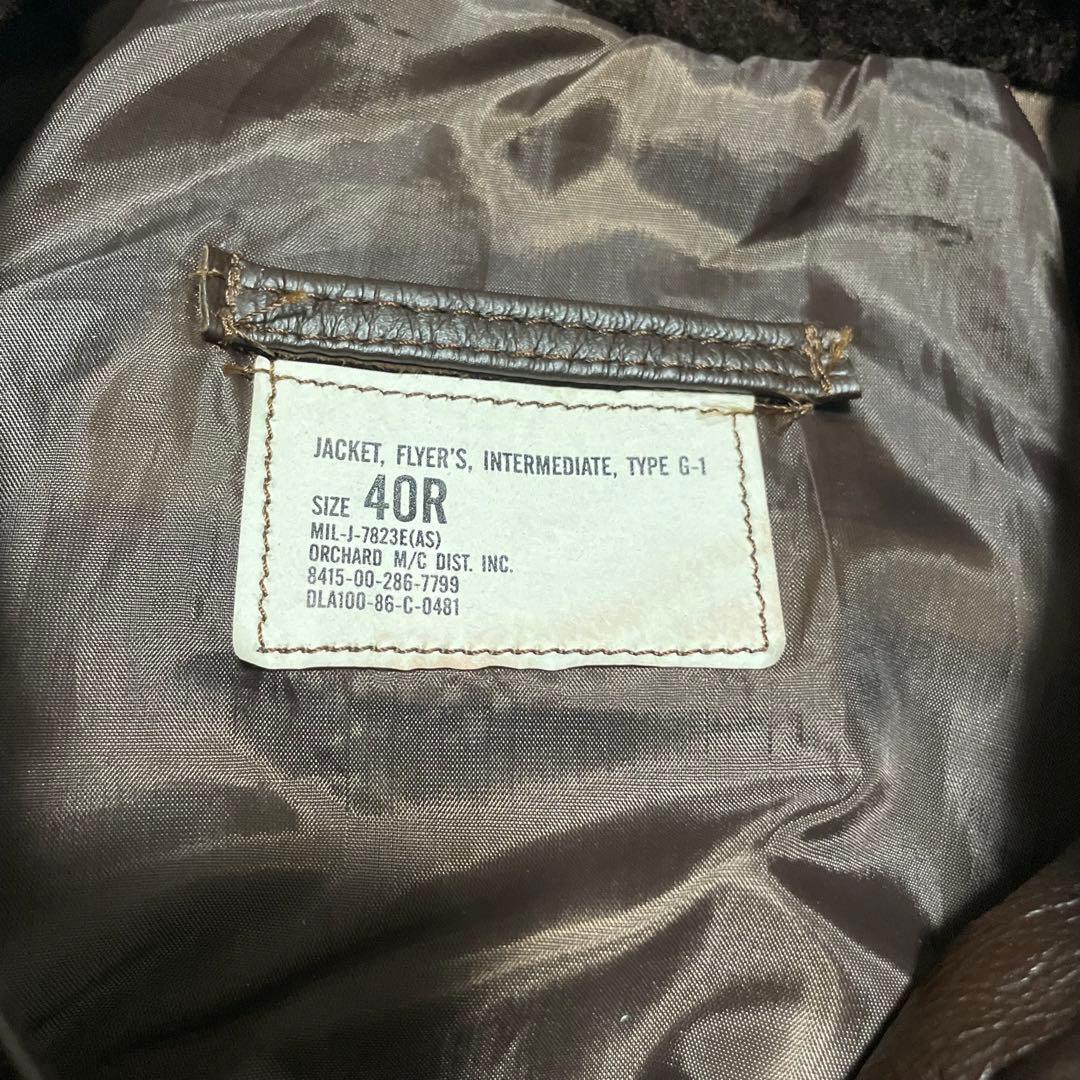 JACKET, FLYER'S, INTERMEDIATE, TYPE G-1
SIZE 40R
MIL-J-7823E(AS)
ORCHARD M/C DIST. INC.
8415-00-286-7799
DLA100-86-C-0481